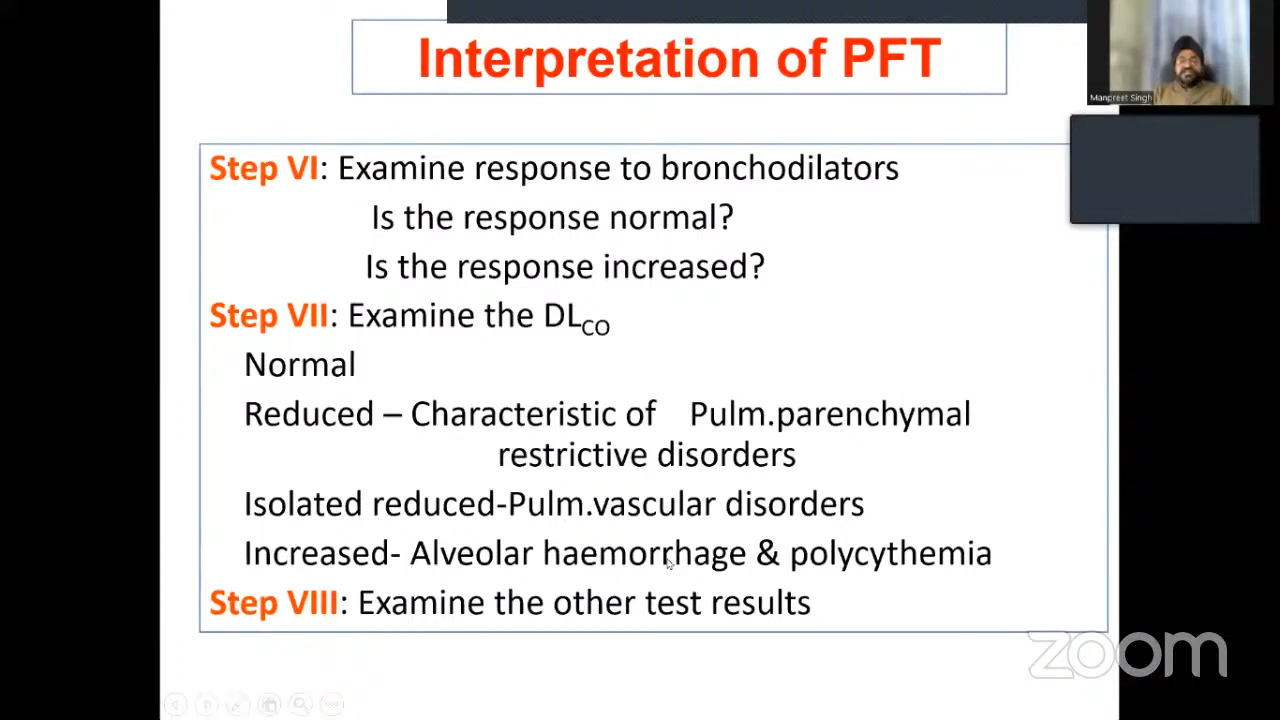 Interpretation of PFT
Manpreet Singh
Step VI: Examine response to bronchodilators
Is the response normal?
Is the response increased?
Step VII: Examine the DLCO
Normal
Reduced – Characteristic of Pulm.parenchymal
restrictive disorders
Isolated reduced-Pulm.vascular disorders
Increased- Alveolar haemorrhage & polycythemia
Step VIII: Examine the other test results
zoom